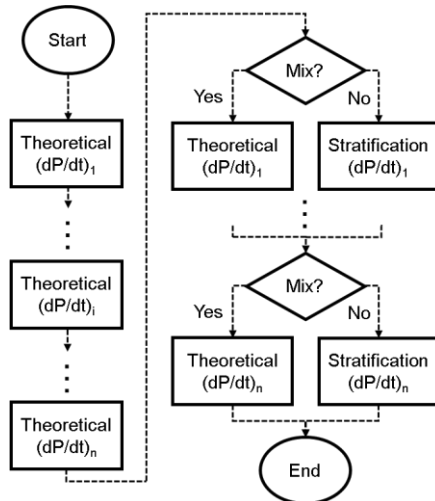 Start
Theoretical
(dP/dt)₁
Theoretical
(dP/dt)ᵢ
Theoretical
(dP/dt)ₙ
Mix?
Yes
No
Theoretical
(dP/dt)₁
Stratification
(dP/dt)₁
Mix?
Yes
No
Theoretical
(dP/dt)ₙ
Stratification
(dP/dt)ₙ
End